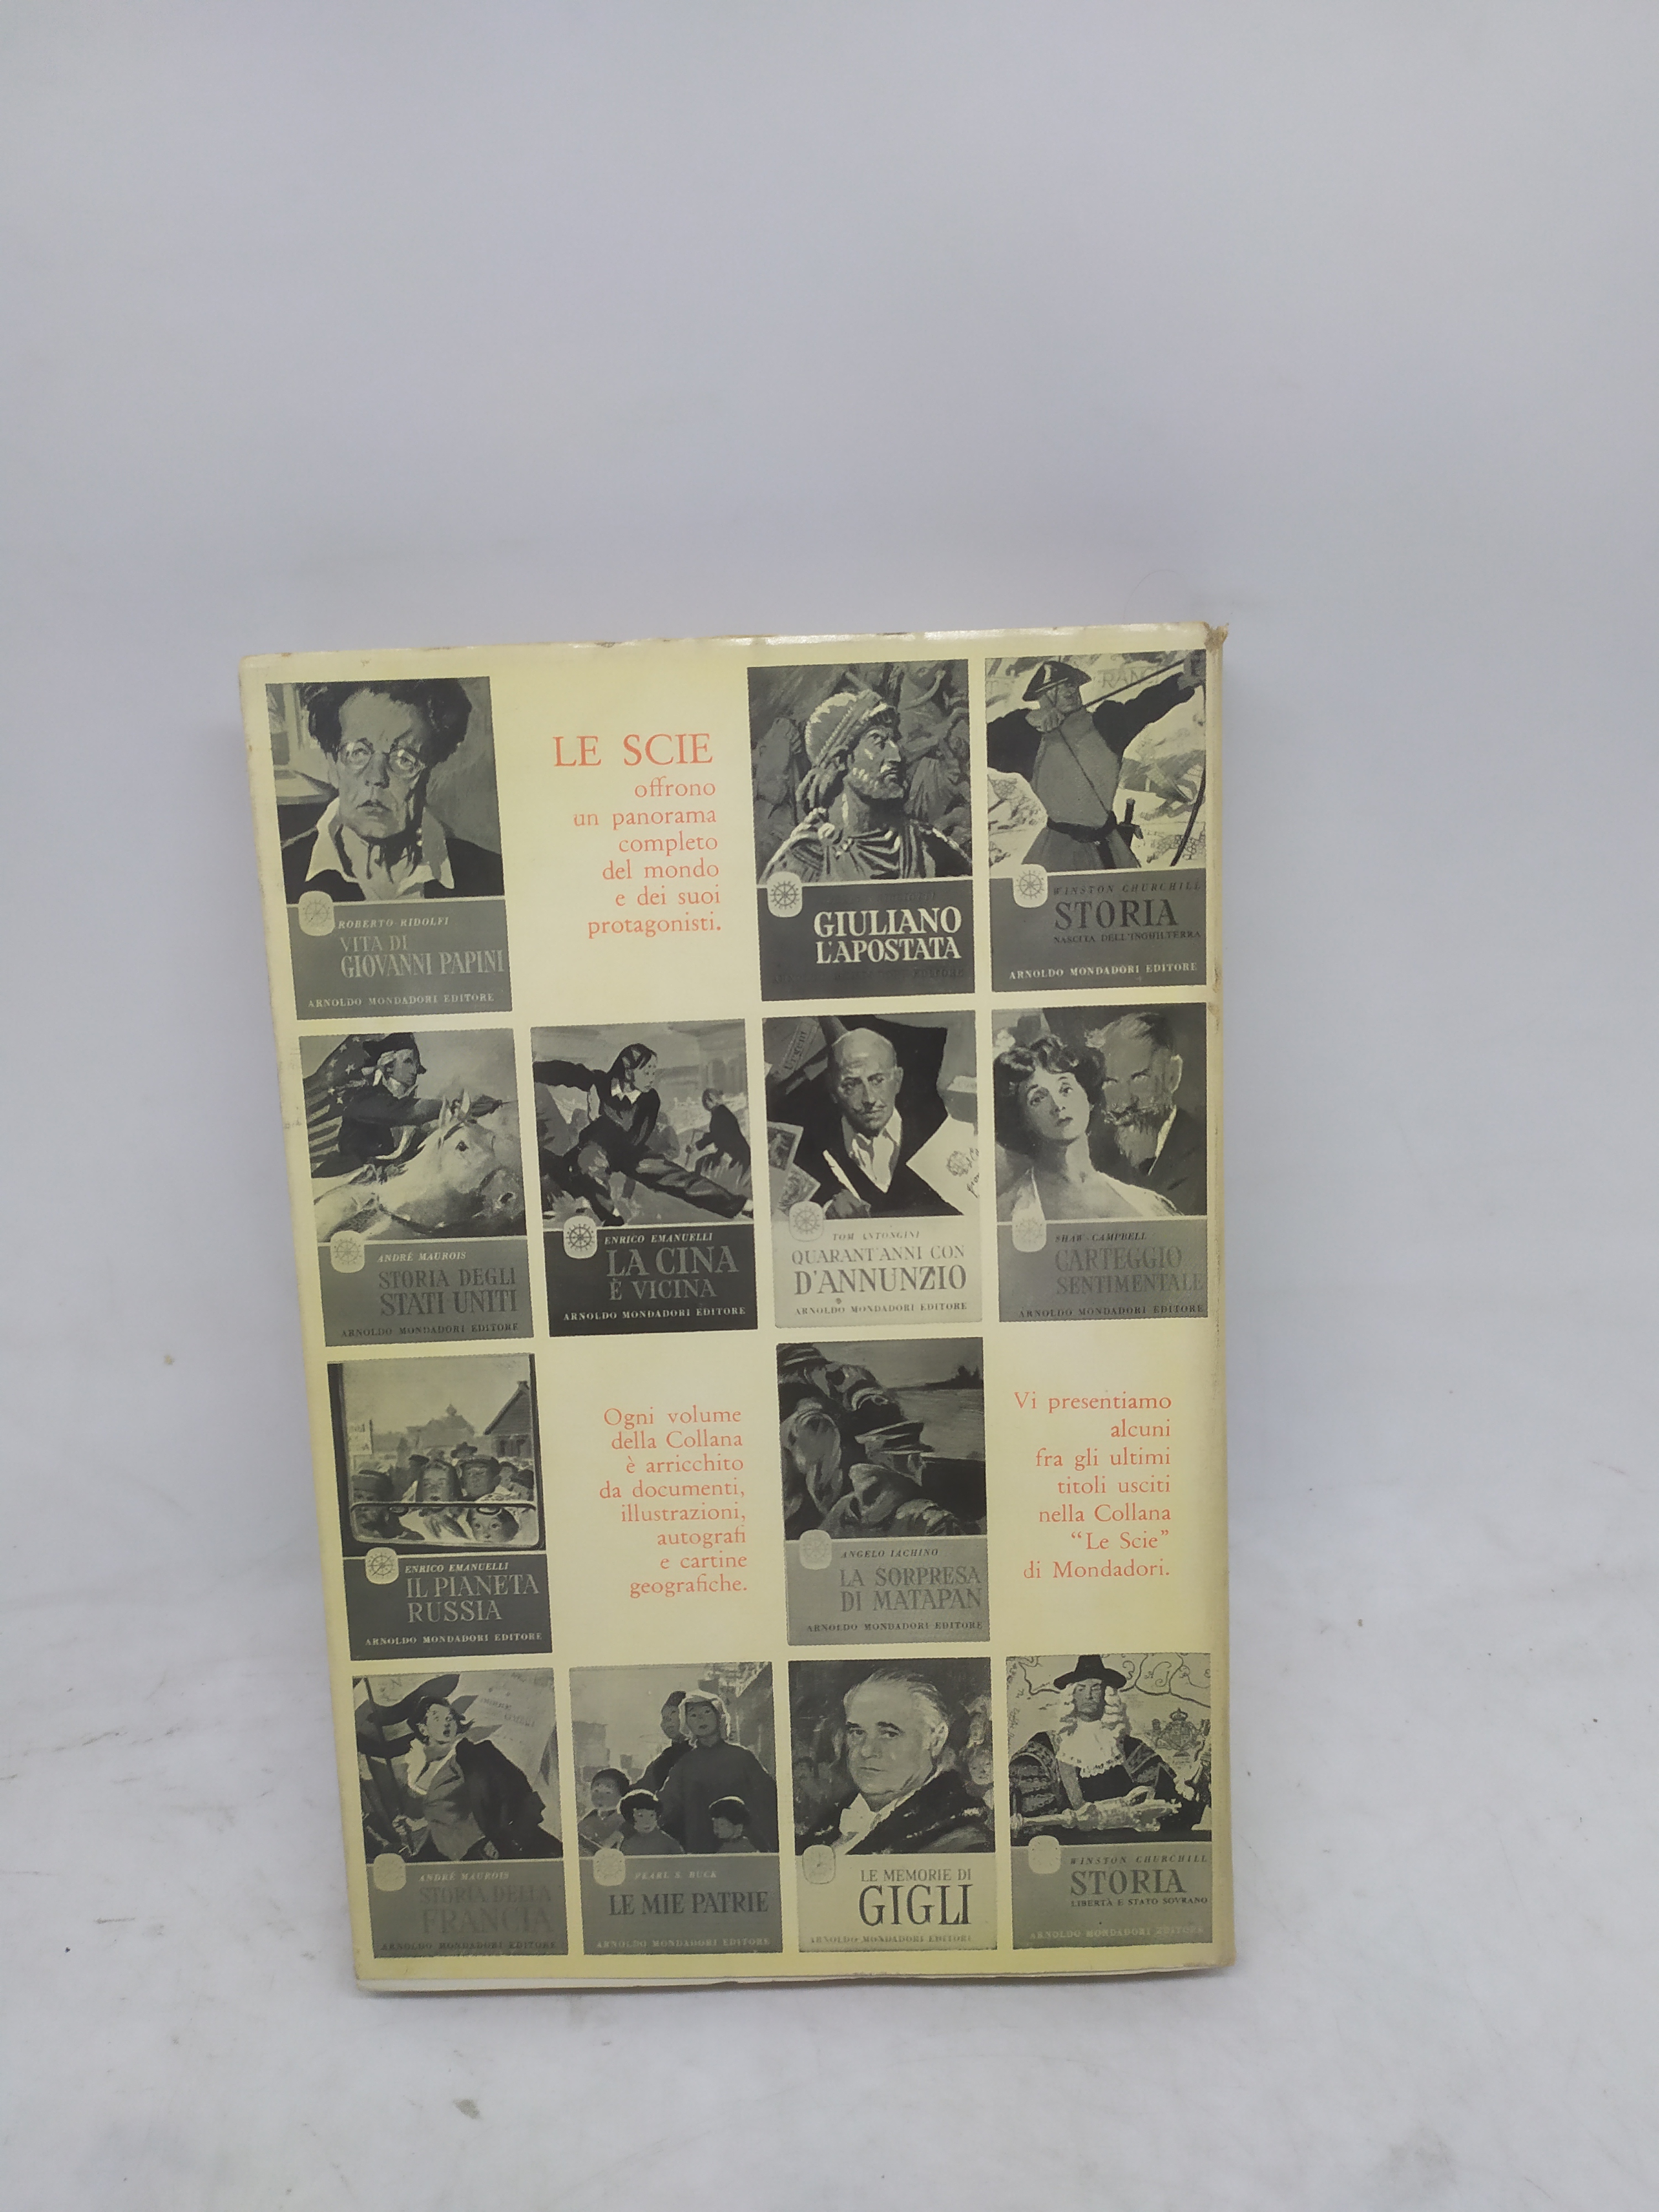 ROBERTO RIDOLFI
VITA DI
GIOVANNI PAPINI
ARNOLDO MONDADORI EDITORE
LE SCIE
offrono
un panorama
completo
del mondo
e dei suoi
protagonisti.
GIULIANO
L'APOSTATA
ARNOLDO MONDADORI EDITORE
WINSTON CHURCHILL
STORIA
NASCITA DELL'INGHILTERRA
ARNOLDO MONDADORI EDITORE
ANDRÉ MAUROIS
STORIA DEGLI
STATI UNITI
ARNOLDO MONDADORI EDITORE
ENRICO EMANUELLI
LA CINA
È VICINA
ARNOLDO MONDADORI EDITORE
TOM ANTONGINI
QUARANT'ANNI CON
D'ANNUNZIO
ARNOLDO MONDADORI EDITORE
SHAW-CAMPBELL
CARTEGGIO
SENTIMENTALE
ARNOLDO MONDADORI EDITORE
ENRICO EMANUELLI
IL PIANETA
RUSSIA
ARNOLDO MONDADORI EDITORE
Ogni volume
della Collana
è arricchito
da documenti,
illustrazioni,
autografi
e cartine
geografiche.
ANGELO IACHINO
LA SORPRESA
DI MATAPAN
ARNOLDO MONDADORI EDITORE
Vi presentiamo
alcuni
fra gli ultimi
titoli usciti
nella Collana
“Le Scie”
di Mondadori.
ANDRÉ MAUROIS
STORIA DELLA
FRANCIA
ARNOLDO MONDADORI EDITORE
PEARL S. BUCK
LE MIE PATRIE
ARNOLDO MONDADORI EDITORE
LE MEMORIE DI
GIGLI
ARNOLDO MONDADORI EDITORE
WINSTON CHURCHILL
STORIA
LIBERTÀ E STATO SOVRANO
ARNOLDO MONDADORI EDITORE